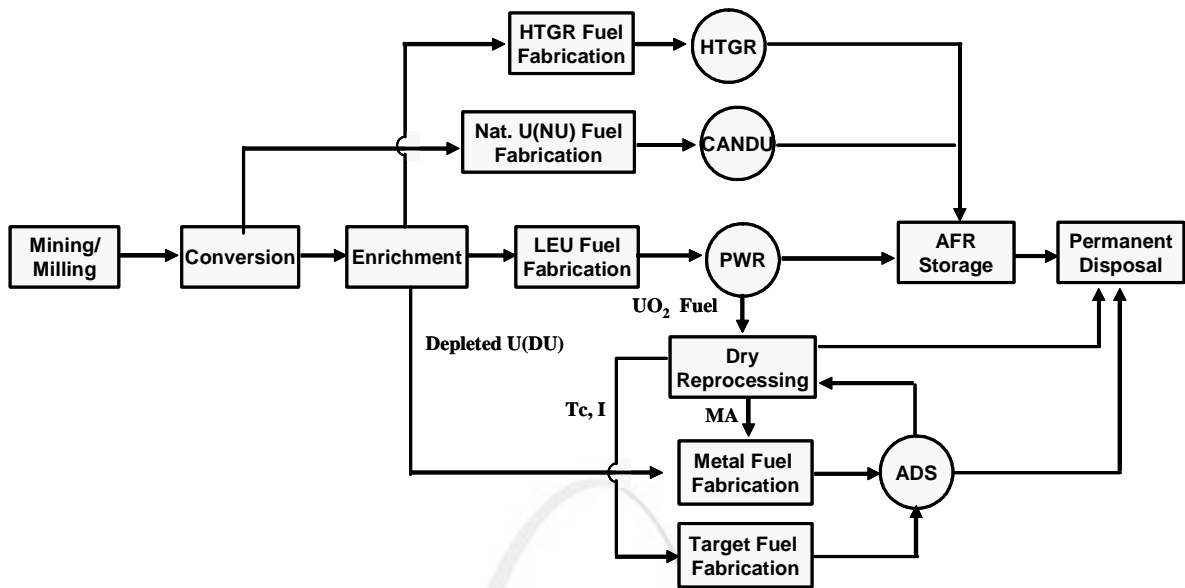 HTGR Fuel
Fabrication
HTGR
Nat. U(NU) Fuel
Fabrication
CANDU
Mining/
Milling
Conversion
Enrichment
LEU Fuel
Fabrication
PWR
AFR
Storage
Permanent
Disposal
UO₂ Fuel
Depleted U(DU)
Dry
Reprocessing
Tc, I
MA
Metal Fuel
Fabrication
ADS
Target Fuel
Fabrication